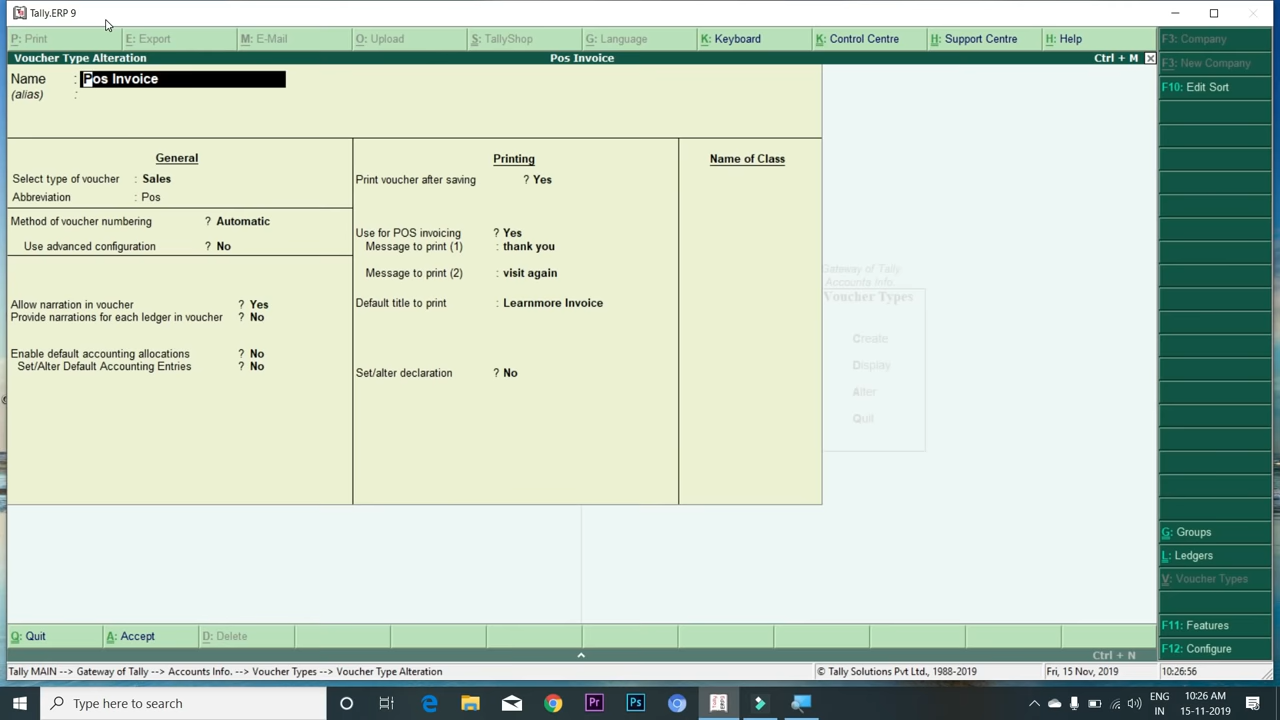 Tally.ERP 9
P: Print E: Export M: E-Mail O: Upload S: TallyShop G: Language K: Keyboard K: Control Centre H: Support Centre H: Help
F3: Company
Voucher Type Alteration Pos Invoice Ctrl + M
F3: New Company
Name : Pos Invoice
F10: Edit Sort
(alias) :
General Printing Name of Class
Select type of voucher : Sales
Print voucher after saving ? Yes
Abbreviation : Pos
Method of voucher numbering ? Automatic
Use for POS invoicing ? Yes
Use advanced configuration ? No
Message to print (1) : thank you
Message to print (2) : visit again
Gateway of Tally
Accounts Info.
Voucher Types
Allow narration in voucher ? Yes
Default title to print : Learnmore Invoice
Provide narrations for each ledger in voucher ? No
Create
Enable default accounting allocations ? No
Display
Set/Alter Default Accounting Entries ? No
Set/alter declaration ? No
Alter
Quit
G: Groups
L: Ledgers
V: Voucher Types
F11: Features
Q: Quit A: Accept D: Delete
F12: Configure
Ctrl + N
Tally MAIN --> Gateway of Tally --> Accounts Info. --> Voucher Types --> Voucher Type Alteration © Tally Solutions Pvt Ltd., 1988-2019 Fri, 15 Nov, 2019 10:26:56
Type here to search
Pr
Ps
ENG
IN
10:26 AM
15-11-2019